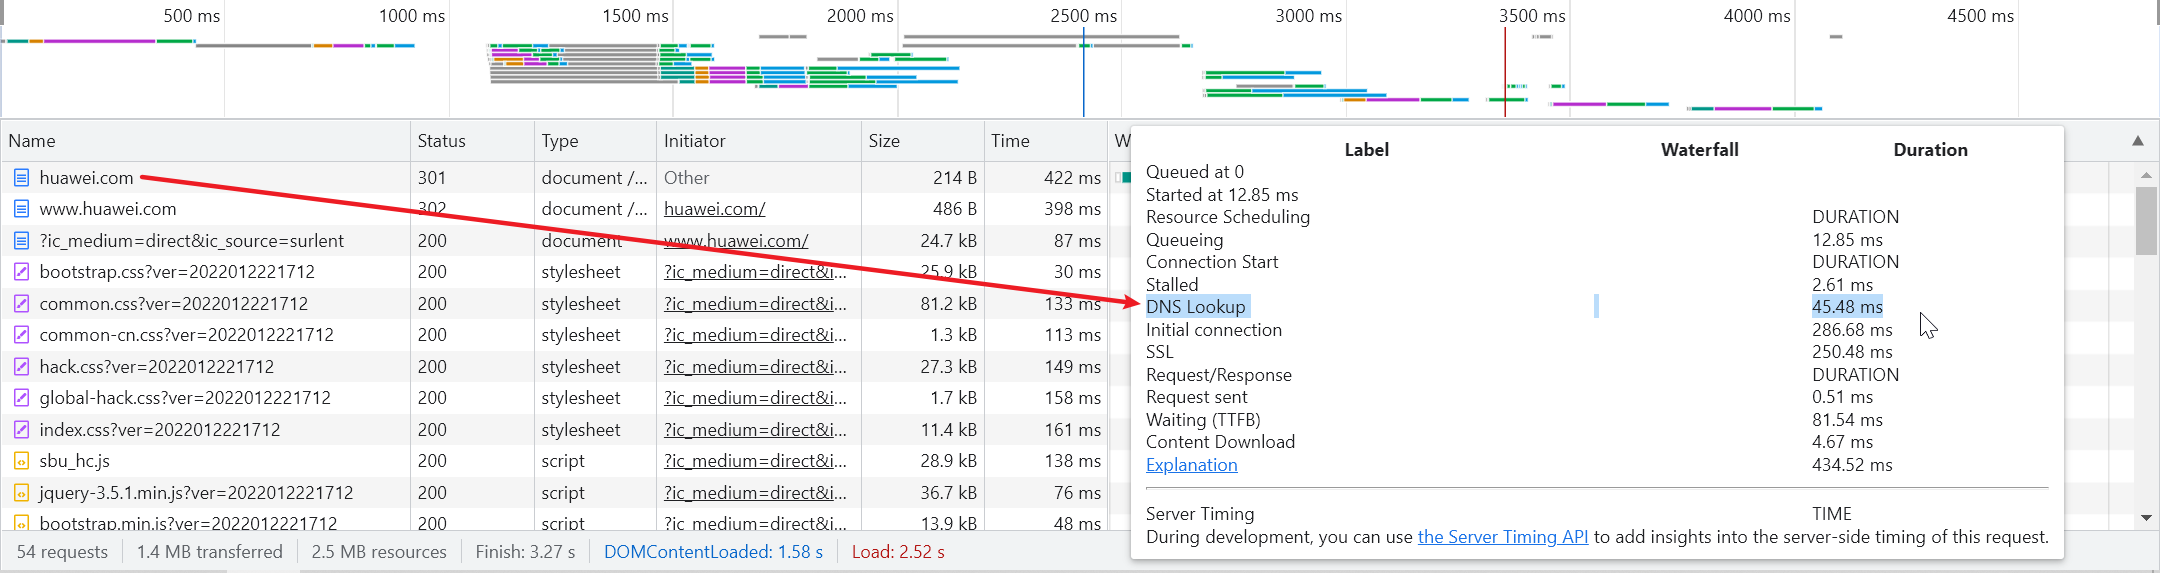 500 ms 1000 ms 1500 ms 2000 ms 2500 ms 3000 ms 3500 ms 4000 ms 4500 ms
Name Status Type Initiator Size Time W
huawei.com 301 document /... Other 214 B 422 ms
www.huawei.com 302 document /... huawei.com/ 486 B 398 ms
?ic_medium=direct&ic_source=surlent 200 document www.huawei.com/ 24.7 kB 87 ms
bootstrap.css?ver=2022012221712 200 stylesheet ?ic_medium=direct&i... 25.9 kB 30 ms
common.css?ver=2022012221712 200 stylesheet ?ic_medium=direct&i... 81.2 kB 133 ms
common-cn.css?ver=2022012221712 200 stylesheet ?ic_medium=direct&i... 1.3 kB 113 ms
hack.css?ver=2022012221712 200 stylesheet ?ic_medium=direct&i... 27.3 kB 149 ms
global-hack.css?ver=2022012221712 200 stylesheet ?ic_medium=direct&i... 1.7 kB 158 ms
index.css?ver=2022012221712 200 stylesheet ?ic_medium=direct&i... 11.4 kB 161 ms
sbu_hc.js 200 script ?ic_medium=direct&i... 28.9 kB 138 ms
jquery-3.5.1.min.js?ver=2022012221712 200 script ?ic_medium=direct&i... 36.7 kB 76 ms
bootstrap.min.js?ver=2022012221712 200 script ?ic_medium=direct&i... 13.9 kB 48 ms
54 requests 1.4 MB transferred 2.5 MB resources Finish: 3.27 s DOMContentLoaded: 1.58 s Load: 2.52 s
Label Waterfall Duration
Queued at 0
Started at 12.85 ms
Resource Scheduling DURATION
Queueing 12.85 ms
Connection Start DURATION
Stalled 2.61 ms
DNS Lookup 45.48 ms
Initial connection 286.68 ms
SSL 250.48 ms
Request/Response DURATION
Request sent 0.51 ms
Waiting (TTFB) 81.54 ms
Content Download 4.67 ms
Explanation 434.52 ms
Server Timing TIME
During development, you can use the Server Timing API to add insights into the server-side timing of this request.